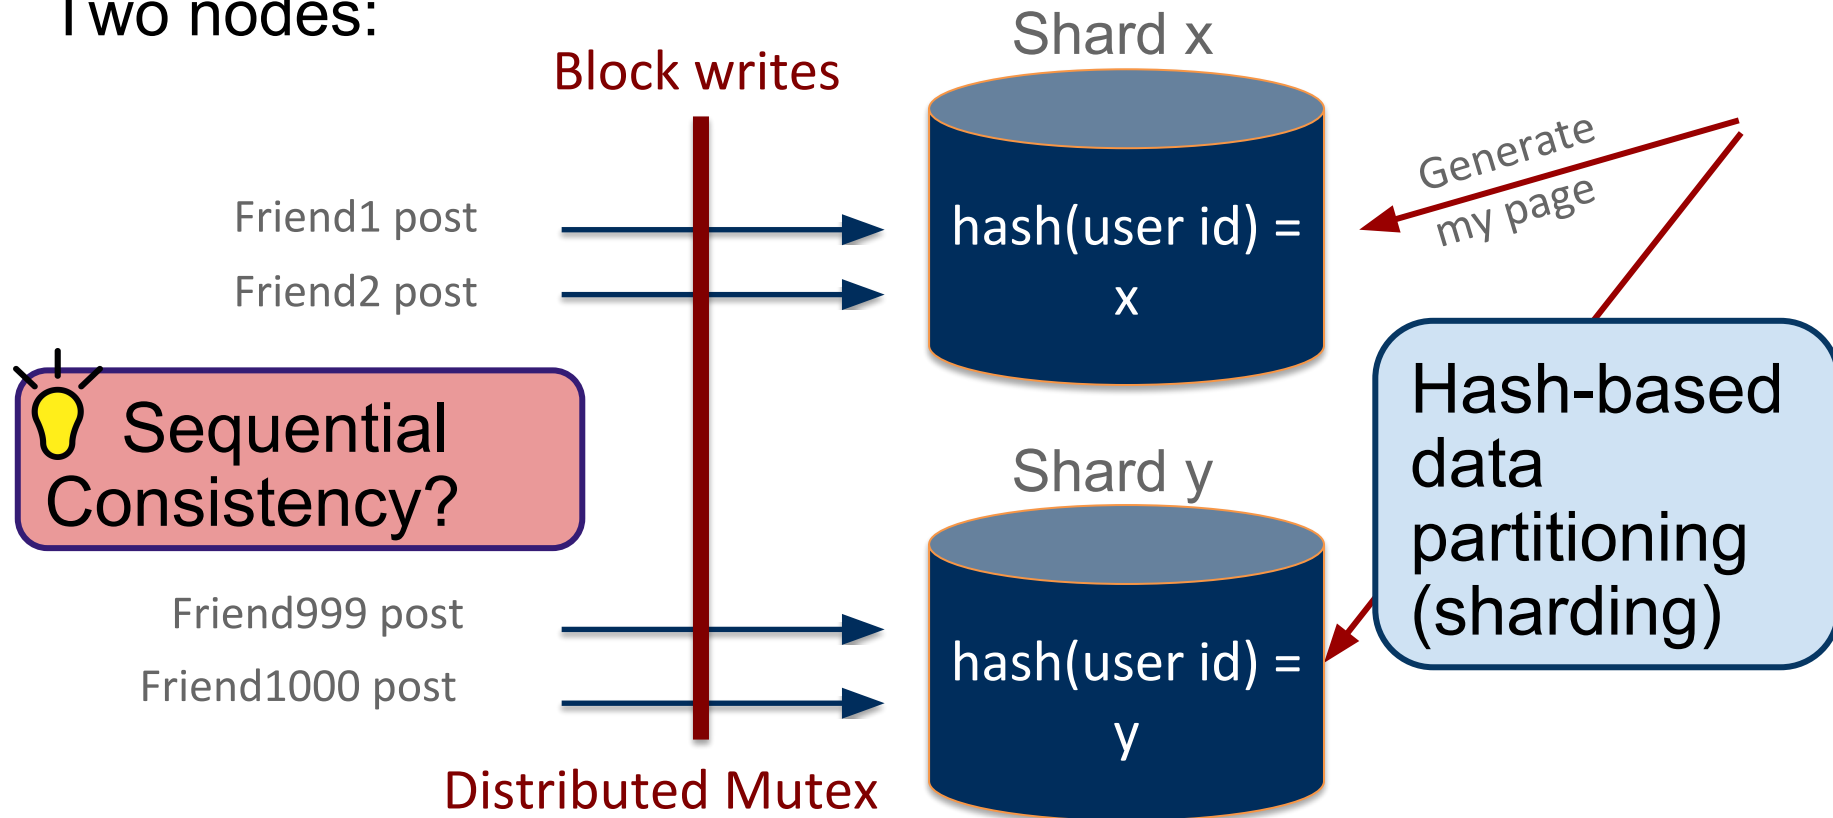 Two nodes:
Block writes
Shard x
Generate
my page
Friend1 post
Friend2 post
hash(user id) =
x
Sequential
Consistency?
Hash-based
data
partitioning
(sharding)
Shard y
Friend999 post
Friend1000 post
hash(user id) =
y
Distributed Mutex